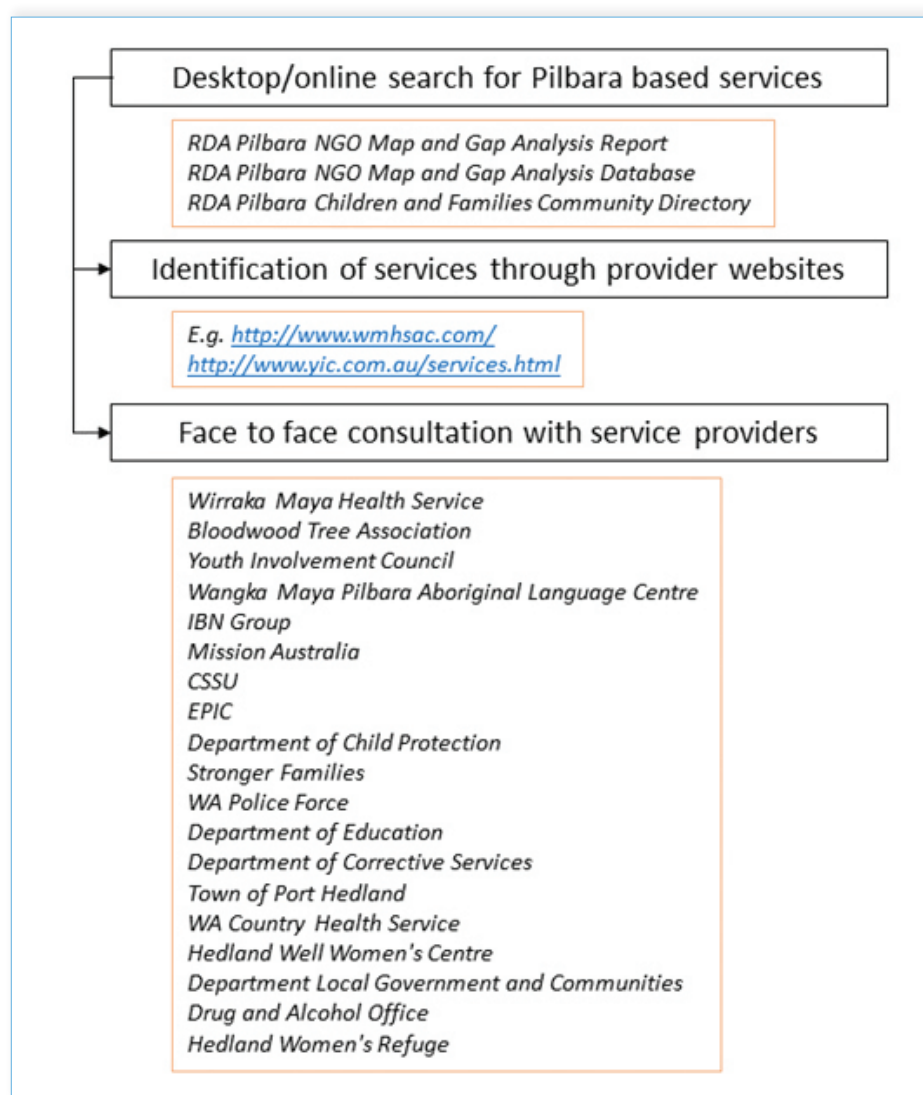 Desktop/online search for Pilbara based services
RDA Pilbara NGO Map and Gap Analysis Report
RDA Pilbara NGO Map and Gap Analysis Database
RDA Pilbara Children and Families Community Directory
Identification of services through provider websites
E.g. http://www.wmhsac.com/
http://www.yic.com.au/services.html
Face to face consultation with service providers
Wirraka Maya Health Service
Bloodwood Tree Association
Youth Involvement Council
Wangka Maya Pilbara Aboriginal Language Centre
IBN Group
Mission Australia
CSSU
EPIC
Department of Child Protection
Stronger Families
WA Police Force
Department of Education
Department of Corrective Services
Town of Port Hedland
WA Country Health Service
Hedland Well Women's Centre
Department Local Government and Communities
Drug and Alcohol Office
Hedland Women's Refuge